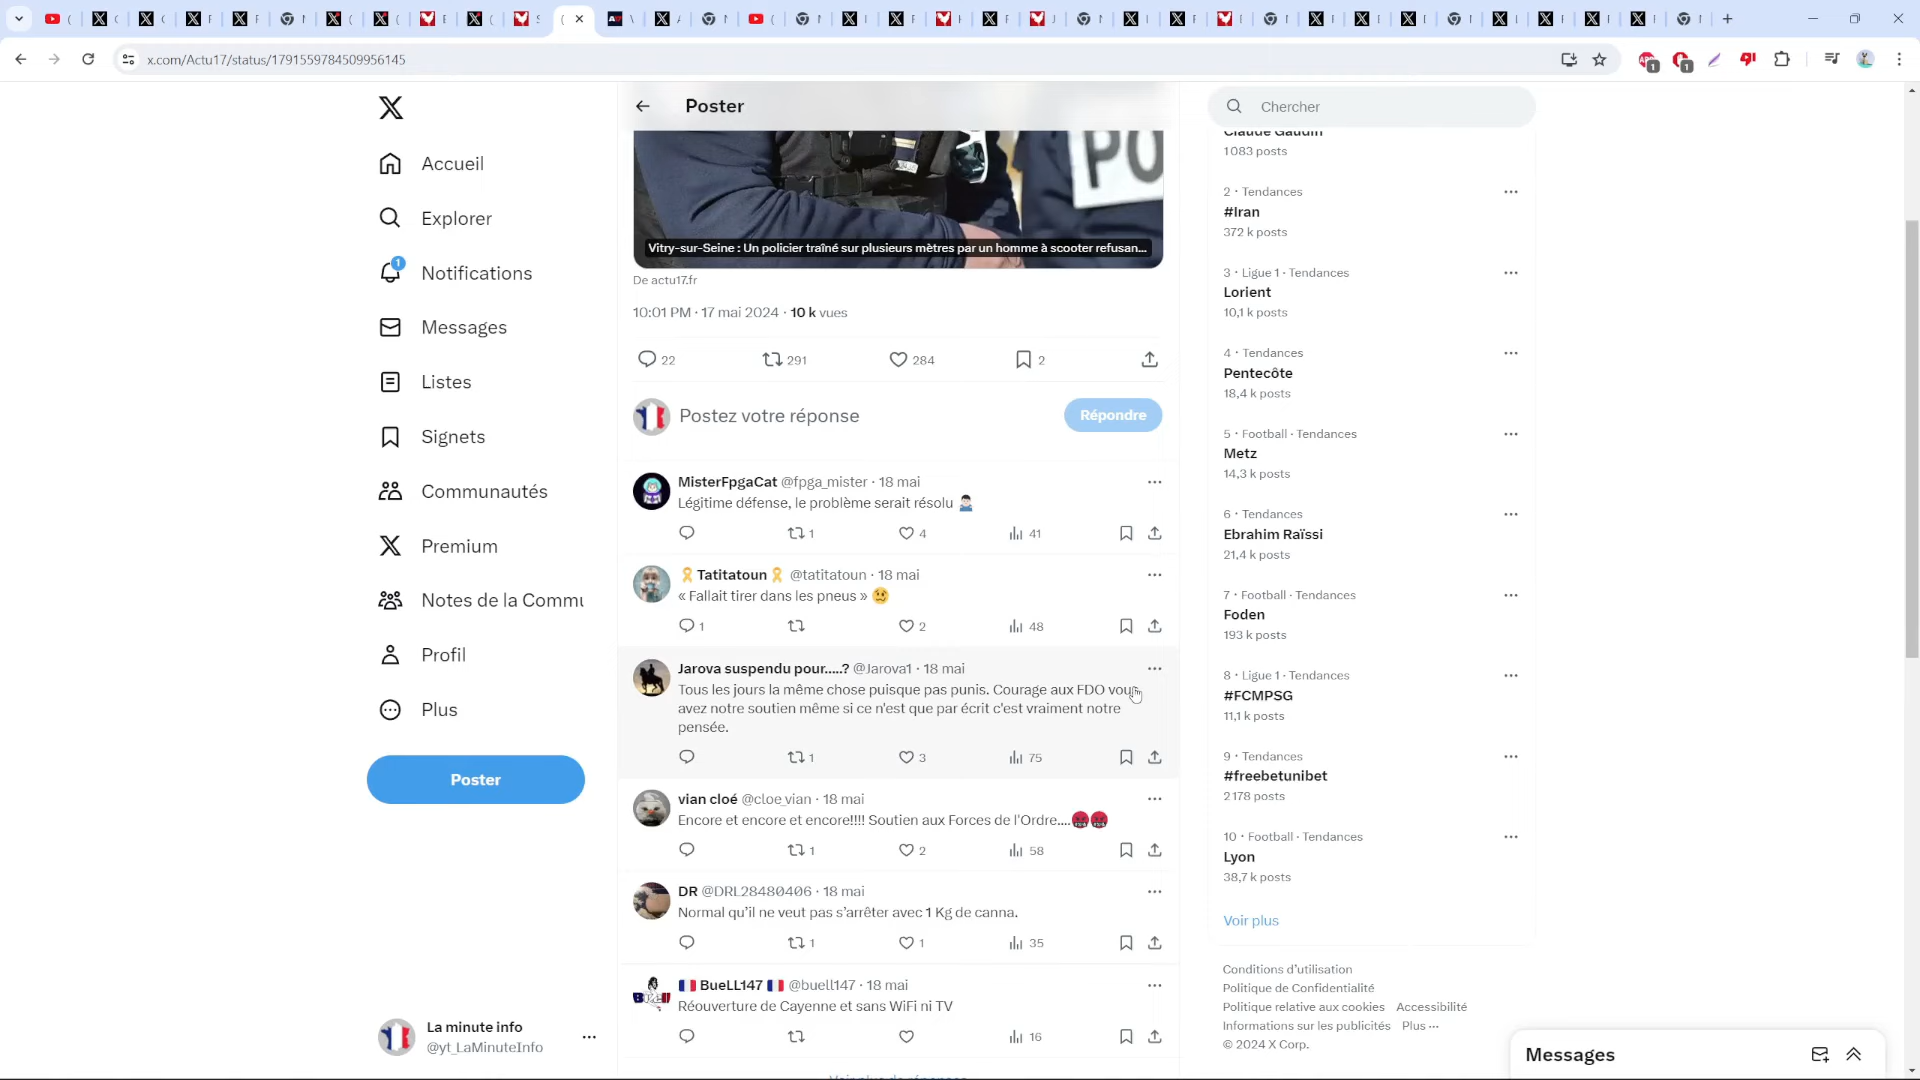 x.com/Actu17/status/1791559784509956145
1
1
Accueil
Explorer
1
Notifications
Messages
Listes
Signets
Communautés
Premium
Notes de la Commu
Profil
Plus
Poster
La minute info
@yt_LaMinuteInfo
Poster
PO
Vitry-sur-Seine : Un policier traîné sur plusieurs mètres par un homme à scooter refusan...
De actu17.fr
10:01 PM · 17 mai 2024 · 10 k vues
22 291 284 2
Postez votre réponse
Répondre
MisterFpgaCat @fpga_mister · 18 mai
Légitime défense, le problème serait résolu 🤷🏻‍♂️
1 4 41
🎗️Tatitatoun🎗️ @tatitatoun · 18 mai
« Fallait tirer dans les pneus » 🥴
1 2 48
Jarova suspendu pour.....? @Jarova1 · 18 mai
Tous les jours la même chose puisque pas punis. Courage aux FDO vous
avez notre soutien même si ce n'est que par écrit c'est vraiment notre
pensée.
1 3 75
vian cloé @cloe_vian · 18 mai
Encore et encore et encore!!!! Soutien aux Forces de l'Ordre....🤬🤬
1 2 58
DR @DRL28480406 · 18 mai
Normal qu’il ne veut pas s’arrêter avec 1 Kg de canna.
1 1 35
🇫🇷 BueLL147 🇫🇷 @buell147 · 18 mai
Réouverture de Cayenne et sans WiFi ni TV
16
Voir plus de réponses
Chercher
Claude Gaudin
1 083 posts
2 · Tendances
#Iran
372 k posts
3 · Ligue 1 · Tendances
Lorient
10,1 k posts
4 · Tendances
Pentecôte
18,4 k posts
5 · Football · Tendances
Metz
14,3 k posts
6 · Tendances
Ebrahim Raïssi
21,4 k posts
7 · Football · Tendances
Foden
193 k posts
8 · Ligue 1 · Tendances
#FCMPSG
11,1 k posts
9 · Tendances
#freebetunibet
2 178 posts
10 · Football · Tendances
Lyon
38,7 k posts
Voir plus
Conditions d’utilisation
Politique de Confidentialité
Politique relative aux cookies Accessibilité
Informations sur les publicités Plus ···
© 2024 X Corp.
Messages